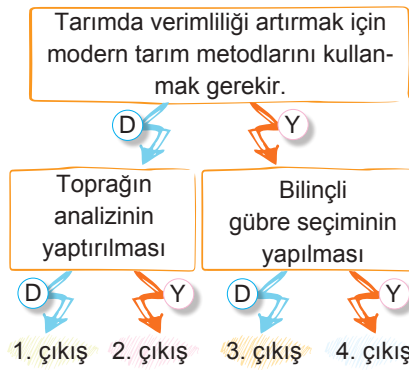 Tarımda verimliliği artırmak için
modern tarım metodlarını kullan-
mak gerekir.
D
Y
Toprağın
analizinin
yaptırılması
Bilinçli
gübre seçiminin
yapılması
D
Y
D
Y
1. çıkış
2. çıkış
3. çıkış
4. çıkış